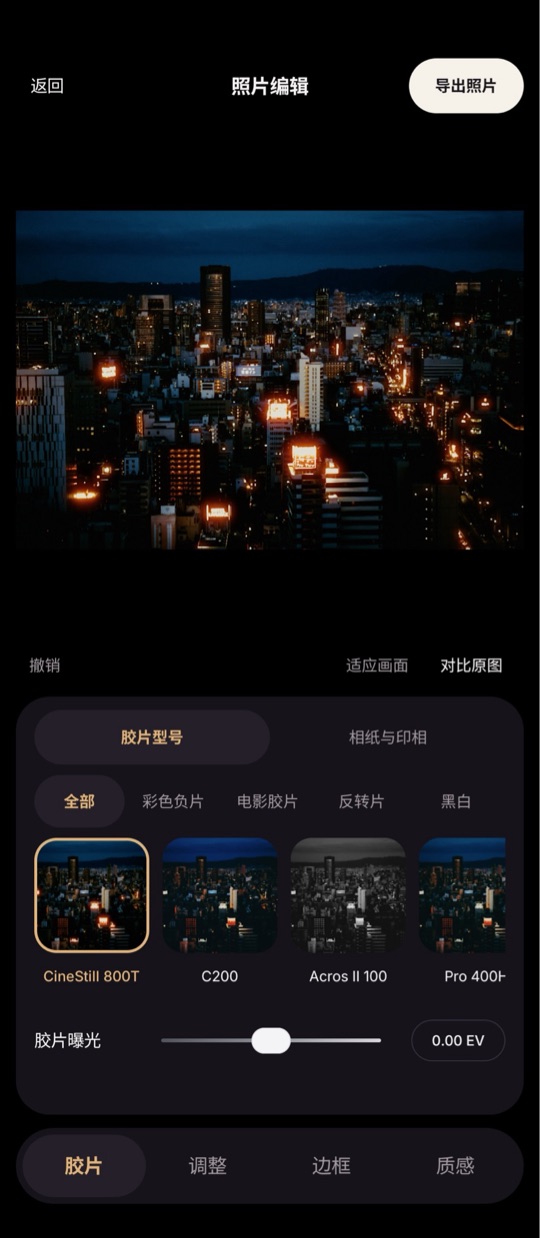 返回
照片编辑
导出照片
撤销
适应画面
对比原图
胶片型号
相纸与印相
全部
彩色负片
电影胶片
反转片
黑白
CineStill 800T
C200
Acros II 100
Pro 400H
胶片曝光
0.00 EV
胶片
调整
边框
质感